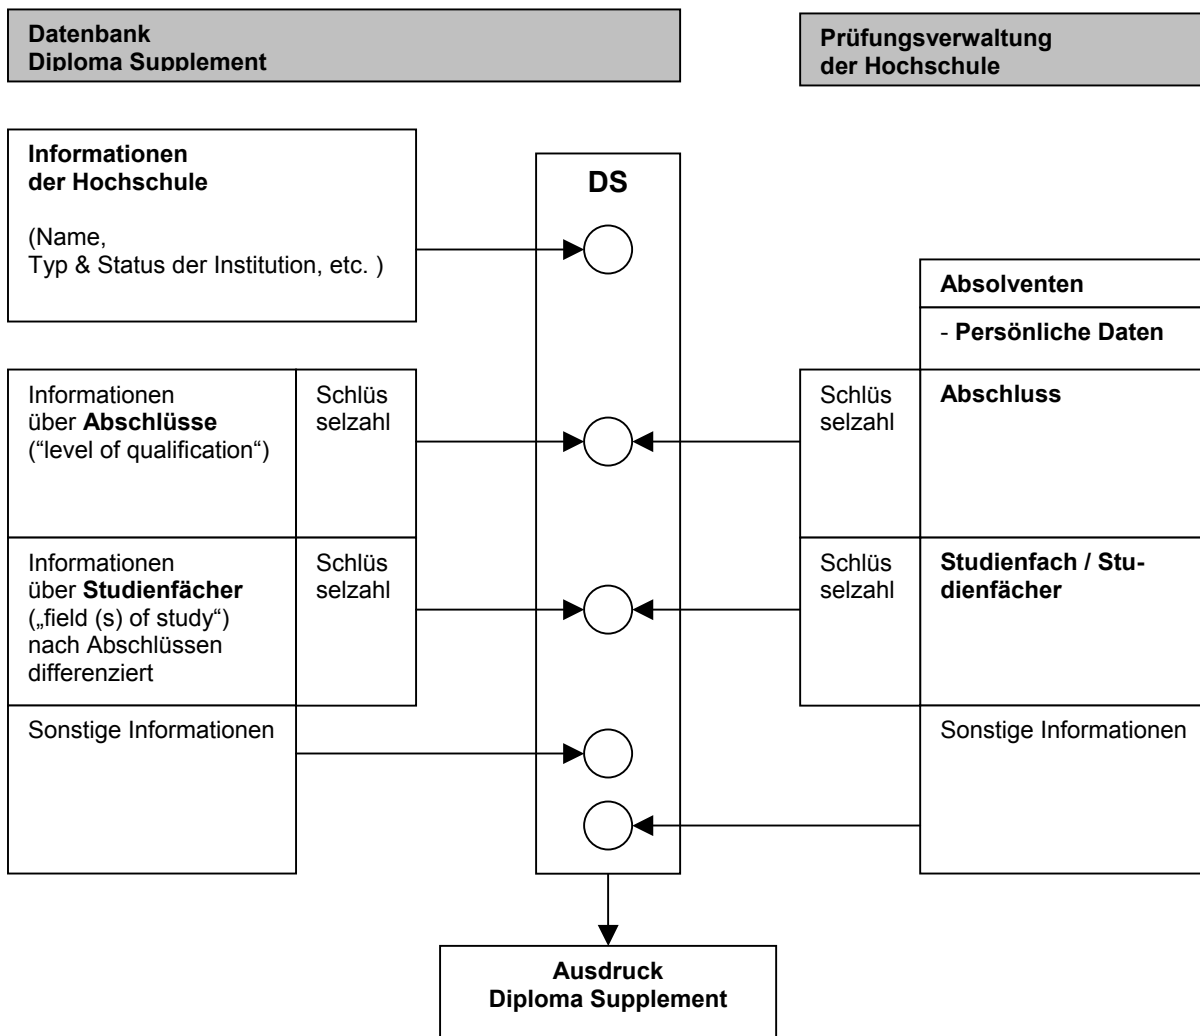 Datenbank
Diploma Supplement
Prüfungsverwaltung
der Hochschule
Informationen
der Hochschule
(Name,
Typ & Status der Institution, etc. )
DS
Absolventen
- Persönliche Daten
Informationen
über Abschlüsse
(“level of qualification“)
Schlüs
selzahl
Schlüs
selzahl
Abschluss
Informationen
über Studienfächer
(„field (s) of study“)
nach Abschlüssen
differenziert
Schlüs
selzahl
Schlüs
selzahl
Studienfach / Stu-
dienfächer
Sonstige Informationen
Sonstige Informationen
Ausdruck
Diploma Supplement